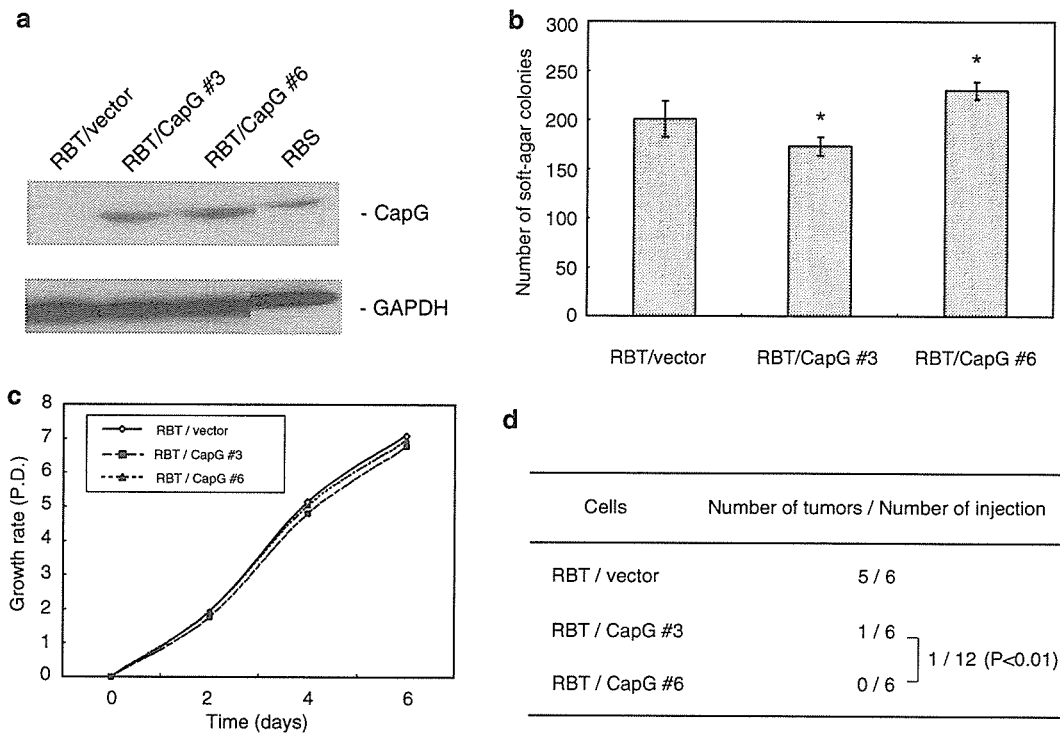 a
RBT/vector
RBT/CapG #3
RBT/CapG #6
RBS
- CapG
- GAPDH
b
Number of soft-agar colonies
300
250
200
150
100
50
0
*
*
RBT/vector
RBT/CapG #3
RBT/CapG #6
c
Growth rate (P.D.)
8
7
6
5
4
3
2
1
0
RBT / vector
RBT / CapG #3
RBT / CapG #6
0 2 4 6
Time (days)
d
Cells Number of tumors / Number of injection
RBT / vector 5 / 6
RBT / CapG #3 1 / 6
1 / 12 (P<0.01)
RBT / CapG #6 0 / 6